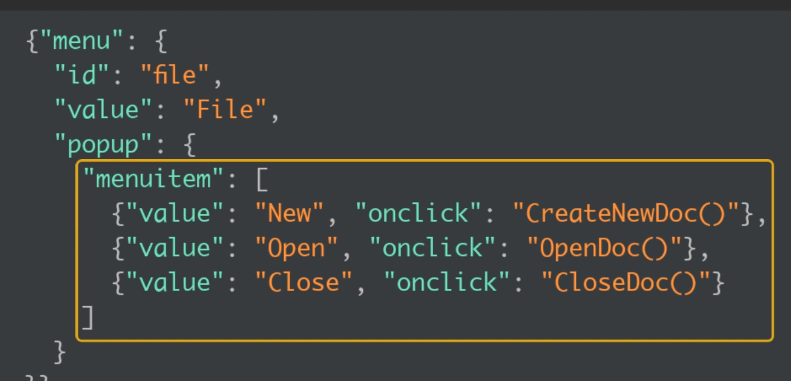 {"menu": {
  "id": "file",
  "value": "File",
  "popup": {
    "menuitem": [
      {"value": "New", "onclick": "CreateNewDoc()"},
      {"value": "Open", "onclick": "OpenDoc()"},
      {"value": "Close", "onclick": "CloseDoc()"}
    ]
  }
}}